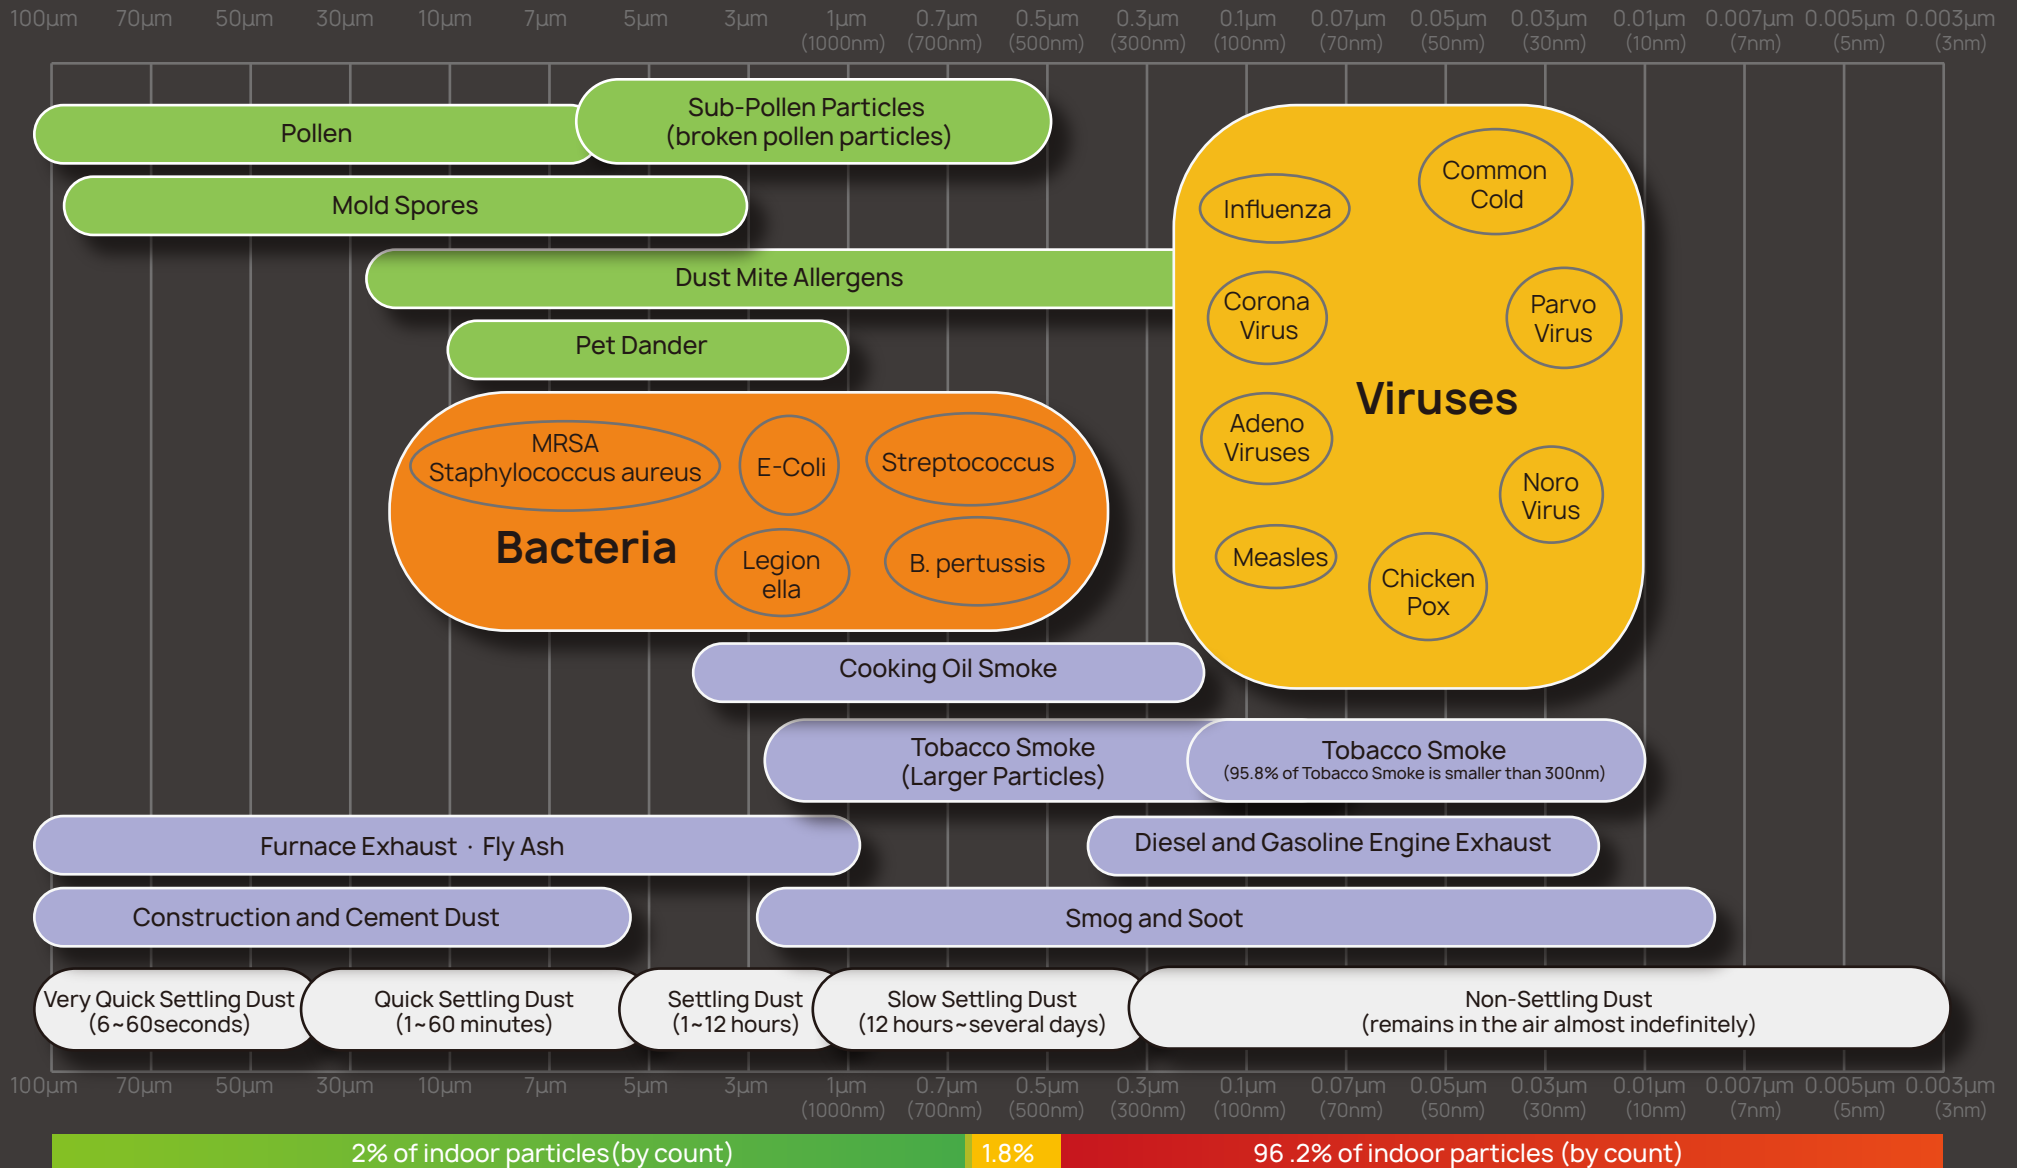 100µm 70µm 50µm 30µm 10µm 7µm 5µm 3µm 1µm 0.7µm 0.5µm 0.3µm 0.1µm 0.07µm 0.05µm 0.03µm 0.01µm 0.007µm 0.005µm 0.003µm
(1000nm) (700nm) (500nm) (300nm) (100nm) (70nm) (50nm) (30nm) (10nm) (7nm) (5nm) (3nm)
Pollen
Sub-Pollen Particles
(broken pollen particles)
Mold Spores
Dust Mite Allergens
Pet Dander
MRSA
Staphylococcus aureus
E-Coli
Streptococcus
Bacteria
Legion
ella
B. pertussis
Influenza
Common
Cold
Corona
Virus
Parvo
Virus
Viruses
Adeno
Viruses
Noro
Virus
Measles
Chicken
Pox
Cooking Oil Smoke
Tobacco Smoke
(Larger Particles)
Tobacco Smoke
(95.8% of Tobacco Smoke is smaller than 300nm)
Furnace Exhaust · Fly Ash
Diesel and Gasoline Engine Exhaust
Construction and Cement Dust
Smog and Soot
Very Quick Settling Dust
(6~60seconds)
Quick Settling Dust
(1~60 minutes)
Settling Dust
(1~12 hours)
Slow Settling Dust
(12 hours~several days)
Non-Settling Dust
(remains in the air almost indefinitely)
100µm 70µm 50µm 30µm 10µm 7µm 5µm 3µm 1µm 0.7µm 0.5µm 0.3µm 0.1µm 0.07µm 0.05µm 0.03µm 0.01µm 0.007µm 0.005µm 0.003µm
(1000nm) (700nm) (500nm) (300nm) (100nm) (70nm) (50nm) (30nm) (10nm) (7nm) (5nm) (3nm)
2% of indoor particles(by count) 1.8% 96 .2% of indoor particles (by count)